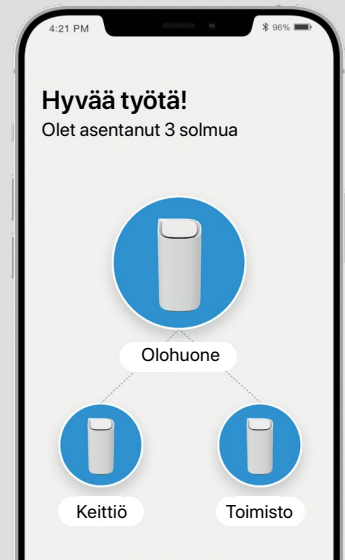 4:21 PM
96%
Hyvää työtä!
Olet asentanut 3 solmua
Olohuone
Keittiö
Toimisto